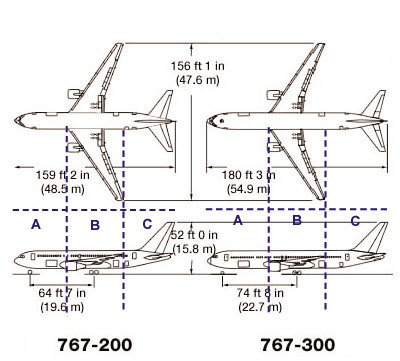 156 ft 1 in
(47.6 m)
159 ft 2 in
(48.5 m)
180 ft 3 in
(54.9 m)
A B C
A B C
52 ft 0 in
(15.8 m)
64 ft 7 in
(19.6 m)
74 ft 8 in
(22.7 m)
767-200
767-300